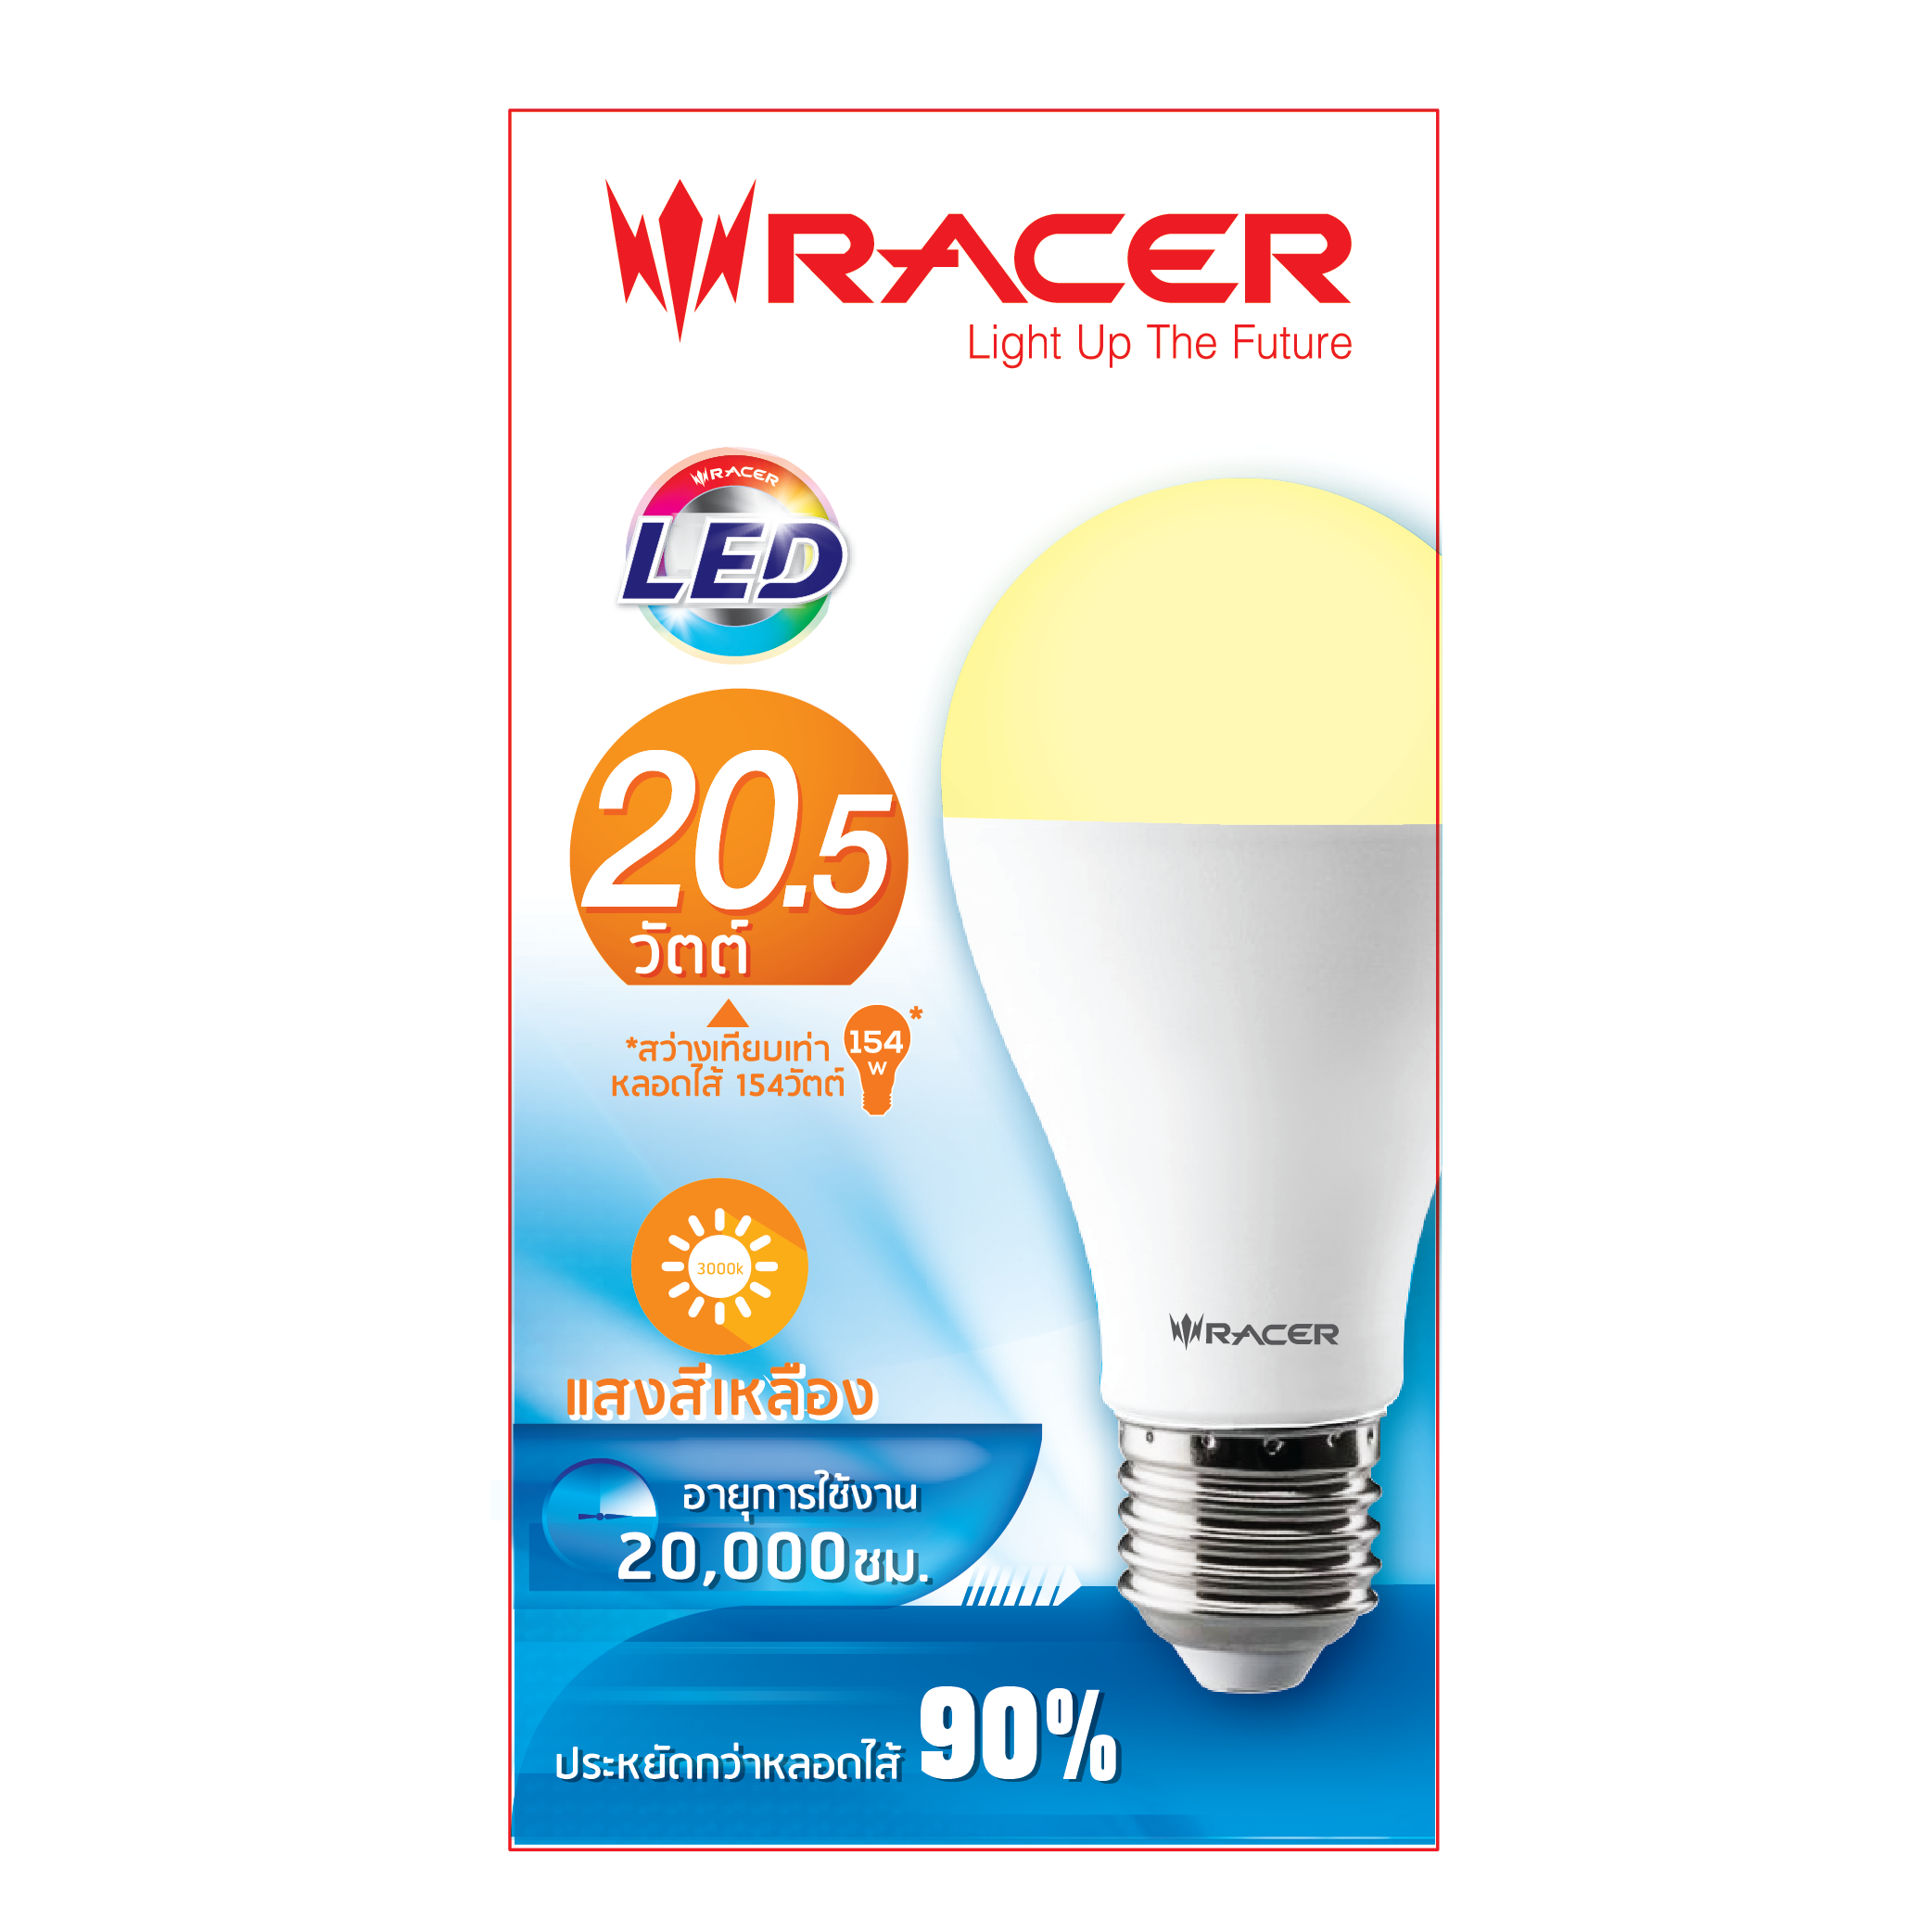 RACER
Light Up The Future
RACER
LED
20.5
วัตต์
*สว่างเทียบเท่า
หลอดไส้ 154วัตต์
154
W
*
3000k
แสงสีเหลือง
RACER
อายุการใช้งาน
20,000ชม.
ประหยัดกว่าหลอดไส้ 90%